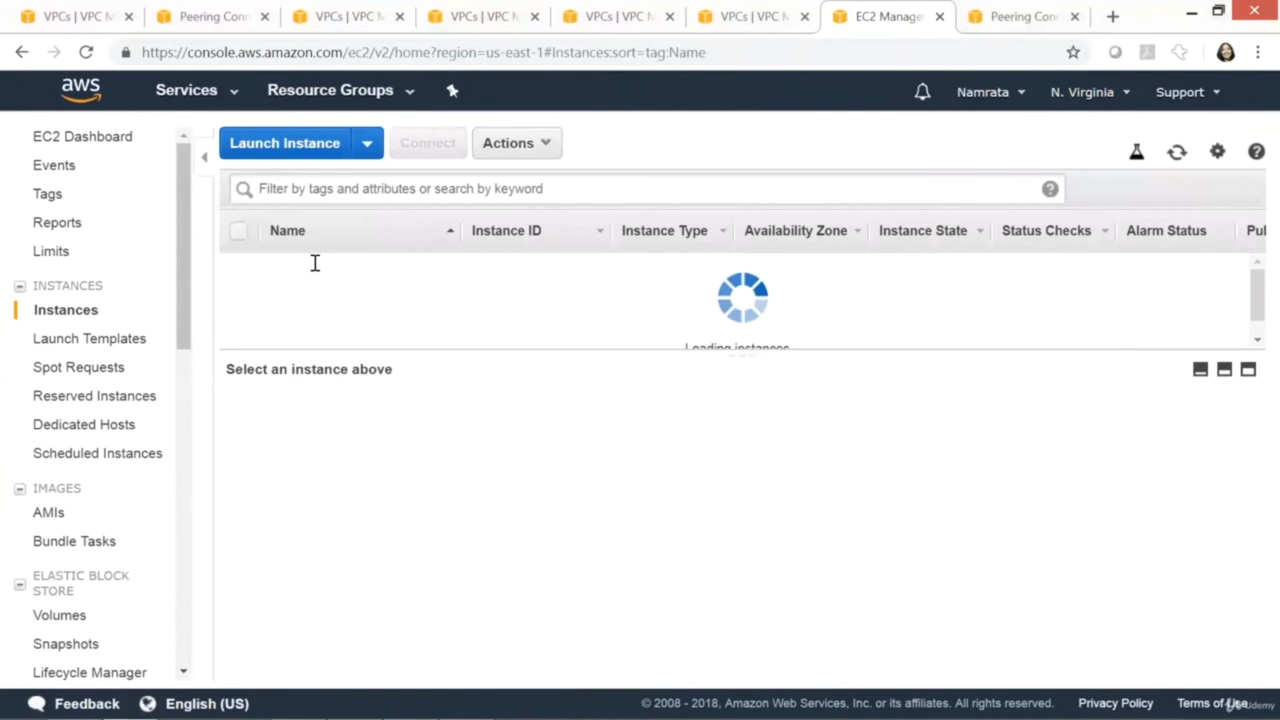 VPCs | VPC M
Peering Conn
VPCs | VPC M
VPCs | VPC M
VPCs | VPC M
VPCs | VPC M
EC2 Manage
Peering Conn
https://console.aws.amazon.com/ec2/v2/home?region=us-east-1#Instances:sort=tag:Name
aws
Services
Resource Groups
Namrata
N. Virginia
Support
EC2 Dashboard
Events
Tags
Reports
Limits
INSTANCES
Instances
Launch Templates
Spot Requests
Reserved Instances
Dedicated Hosts
Scheduled Instances
IMAGES
AMIs
Bundle Tasks
ELASTIC BLOCK
STORE
Volumes
Snapshots
Lifecycle Manager
Launch Instance
Connect
Actions
Filter by tags and attributes or search by keyword
Name
Instance ID
Instance Type
Availability Zone
Instance State
Status Checks
Alarm Status
Pul
Loading instances
Select an instance above
Feedback
English (US)
© 2008 - 2018, Amazon Web Services, Inc. or its affiliates. All rights reserved.
Privacy Policy
Terms of Use
Udemy